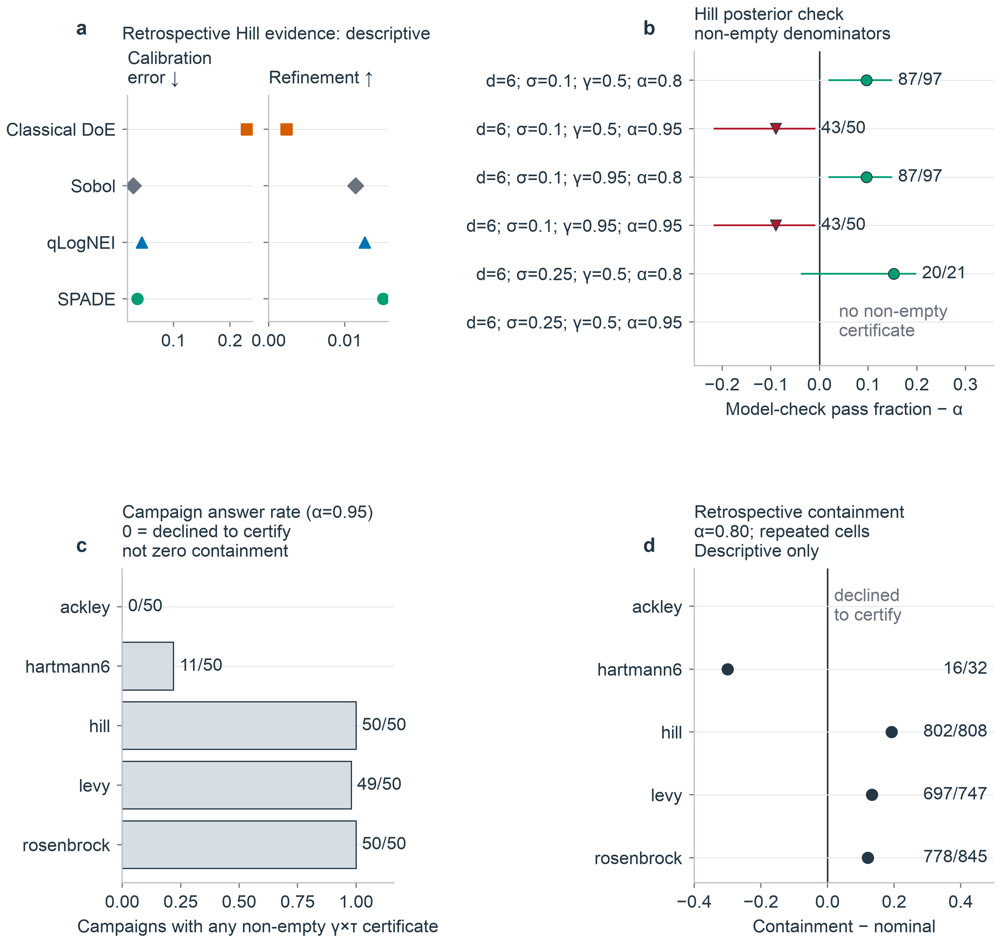 a
Retrospective Hill evidence: descriptive
Calibration
error ↓
Refinement ↑
Classical DoE
Sobol
qLogNEI
SPADE
0.1
0.2
0.00
0.01
b
Hill posterior check
non-empty denominators
d=6; σ=0.1; γ=0.5; α=0.8
87/97
d=6; σ=0.1; γ=0.5; α=0.95
43/50
d=6; σ=0.1; γ=0.95; α=0.8
87/97
d=6; σ=0.1; γ=0.95; α=0.95
43/50
d=6; σ=0.25; γ=0.5; α=0.8
20/21
d=6; σ=0.25; γ=0.5; α=0.95
no non-empty
certificate
−0.2
−0.1
0.0
0.1
0.2
0.3
Model-check pass fraction − α
c
Campaign answer rate (α=0.95)
0 = declined to certify
not zero containment
ackley
0/50
hartmann6
11/50
hill
50/50
levy
49/50
rosenbrock
50/50
0.00
0.25
0.50
0.75
1.00
Campaigns with any non-empty γ×τ certificate
d
Retrospective containment
α=0.80; repeated cells
Descriptive only
ackley
declined
to certify
hartmann6
16/32
hill
802/808
levy
697/747
rosenbrock
778/845
−0.4
−0.2
0.0
0.2
0.4
Containment − nominal